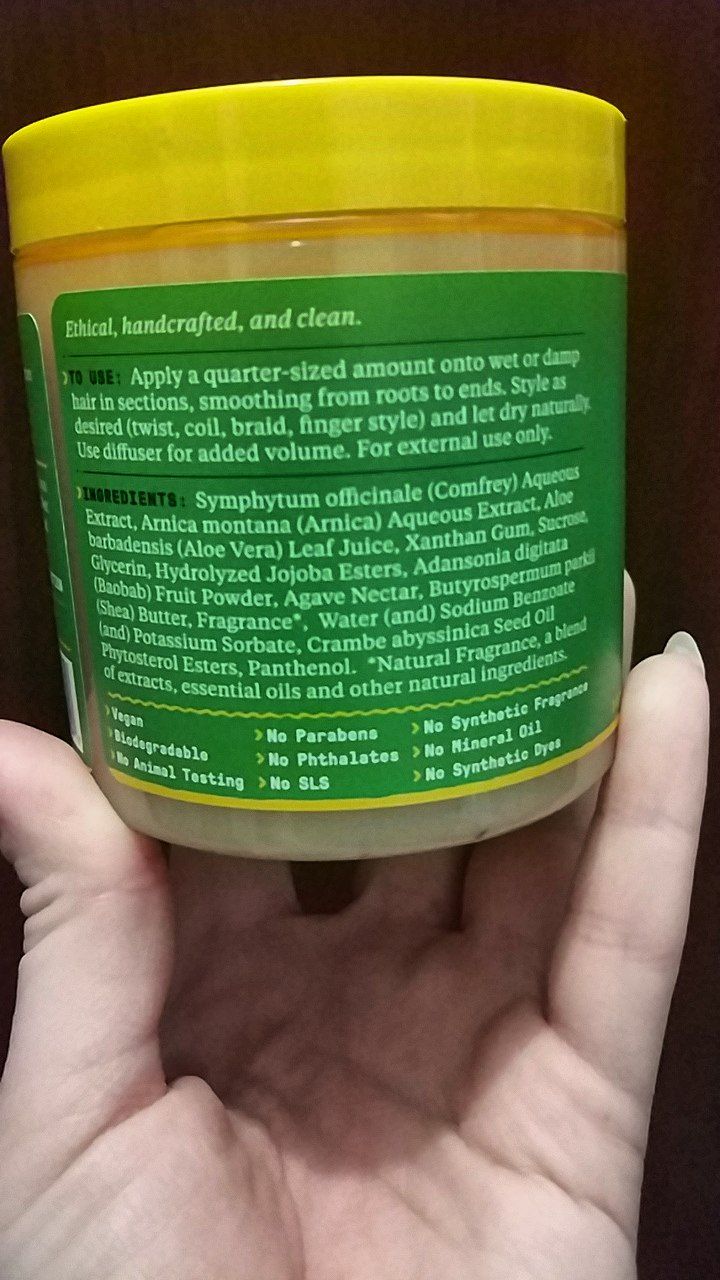 Ethical, handcrafted, and clean.
TO USE: Apply a quarter-sized amount onto wet or damp
hair in sections, smoothing from roots to ends. Style as
desired (twist, coil, braid, finger style) and let dry naturally.
Use diffuser for added volume. For external use only.
INGREDIENTS: Symphytum officinale (Comfrey) Aqueous
Extract, Arnica montana (Arnica) Aqueous Extract, Aloe
barbadensis (Aloe Vera) Leaf Juice, Xanthan Gum, Sucrose,
Glycerin, Hydrolyzed Jojoba Esters, Adansonia digitata
(Baobab) Fruit Powder, Agave Nectar, Butyrospermum parkii
(Shea) Butter, Fragrance*, Water (and) Sodium Benzoate
(and) Potassium Sorbate, Crambe abyssinica Seed Oil
Phytosterol Esters, Panthenol. *Natural Fragrance, a blend
of extracts, essential oils and other natural ingredients.
Vegan
Biodegradable
No Animal Testing
No Parabens
No Phthalates
No SLS
No Synthetic Fragrance
No Mineral Oil
No Synthetic Dyes